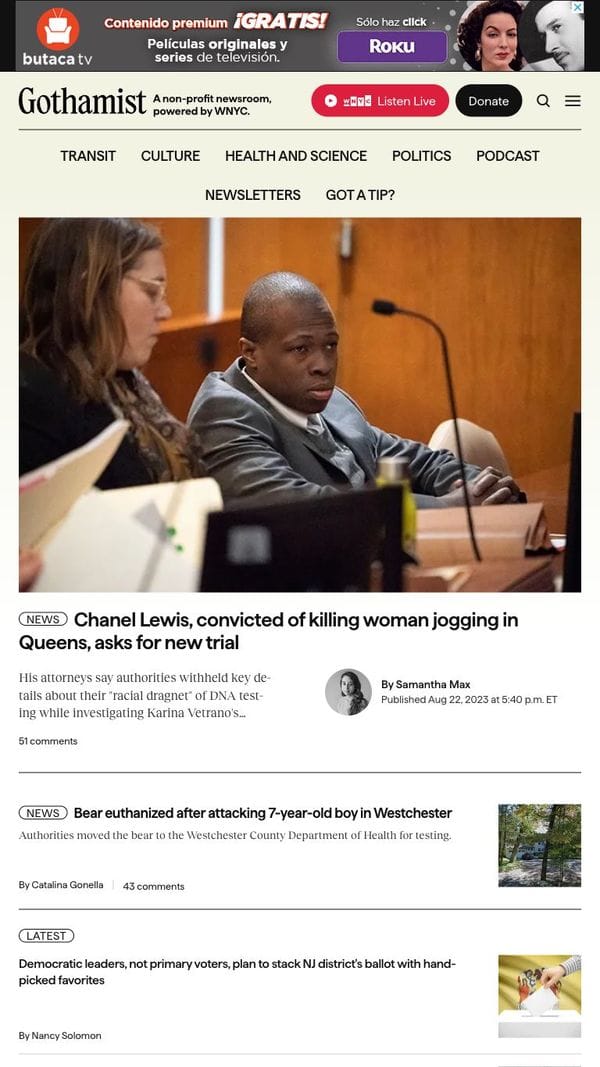 Contenido premium ¡GRATIS!
Películas originales y
series de televisión.
butaca tv
Sólo haz click
ROKU
Gothamist
A non-profit newsroom,
powered by WNYC.
WNYC Listen Live
Donate
TRANSIT CULTURE HEALTH AND SCIENCE POLITICS PODCAST
NEWSLETTERS GOT A TIP?
NEWS Chanel Lewis, convicted of killing woman jogging in
Queens, asks for new trial
His attorneys say authorities withheld key de-
tails about their "racial dragnet" of DNA test-
ing while investigating Karina Vetrano's...
By Samantha Max
Published Aug 22, 2023 at 5:40 p.m. ET
51 comments
NEWS Bear euthanized after attacking 7-year-old boy in Westchester
Authorities moved the bear to the Westchester County Department of Health for testing.
By Catalina Gonella 43 comments
LATEST
Democratic leaders, not primary voters, plan to stack NJ district's ballot with hand-
picked favorites
By Nancy Solomon